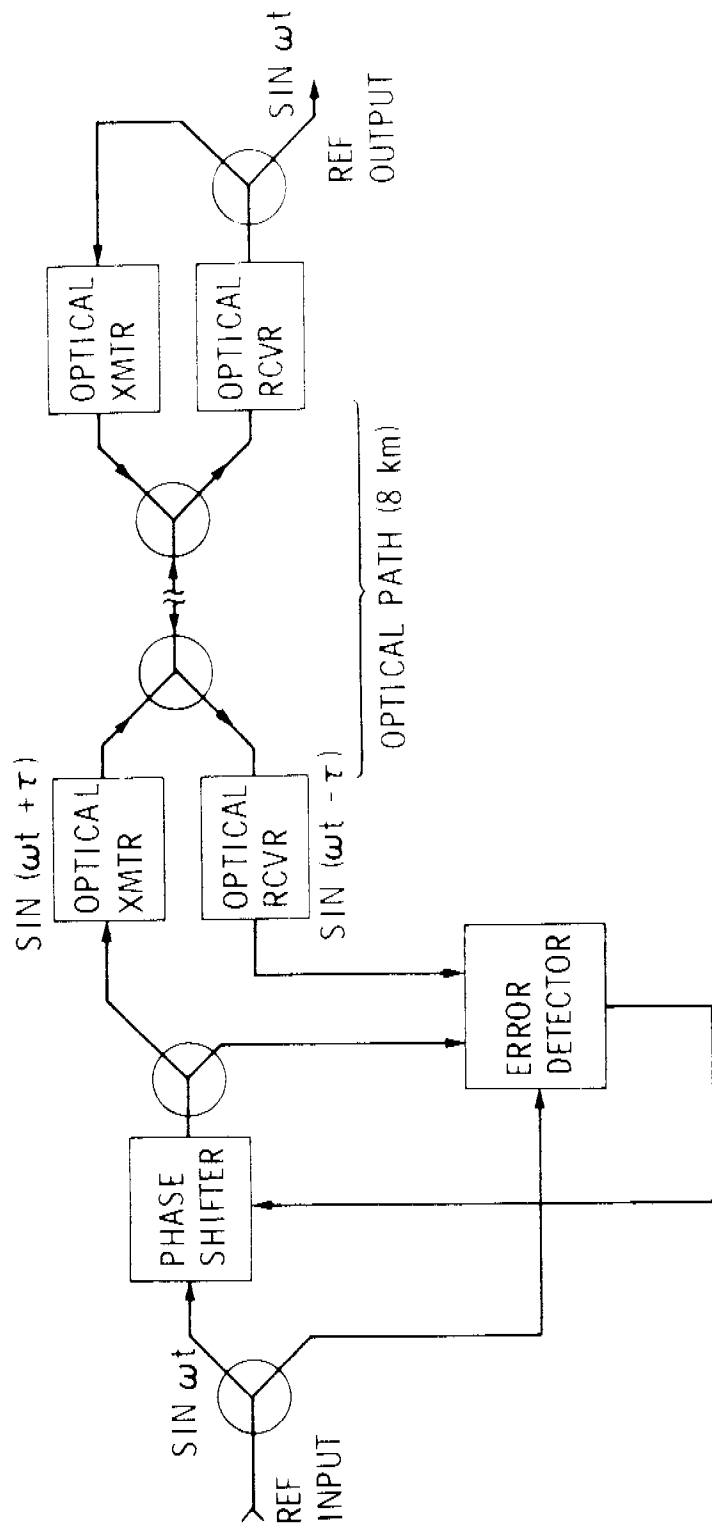 REF
INPUT
SIN ωt
PHASE
SHIFTER
ERROR
DETECTOR
SIN (ωt + τ)
OPTICAL
XMTR
OPTICAL
RCVR
SIN (ωt - τ)
OPTICAL PATH (8 km)
OPTICAL
XMTR
OPTICAL
RCVR
SIN ωt
REF
OUTPUT